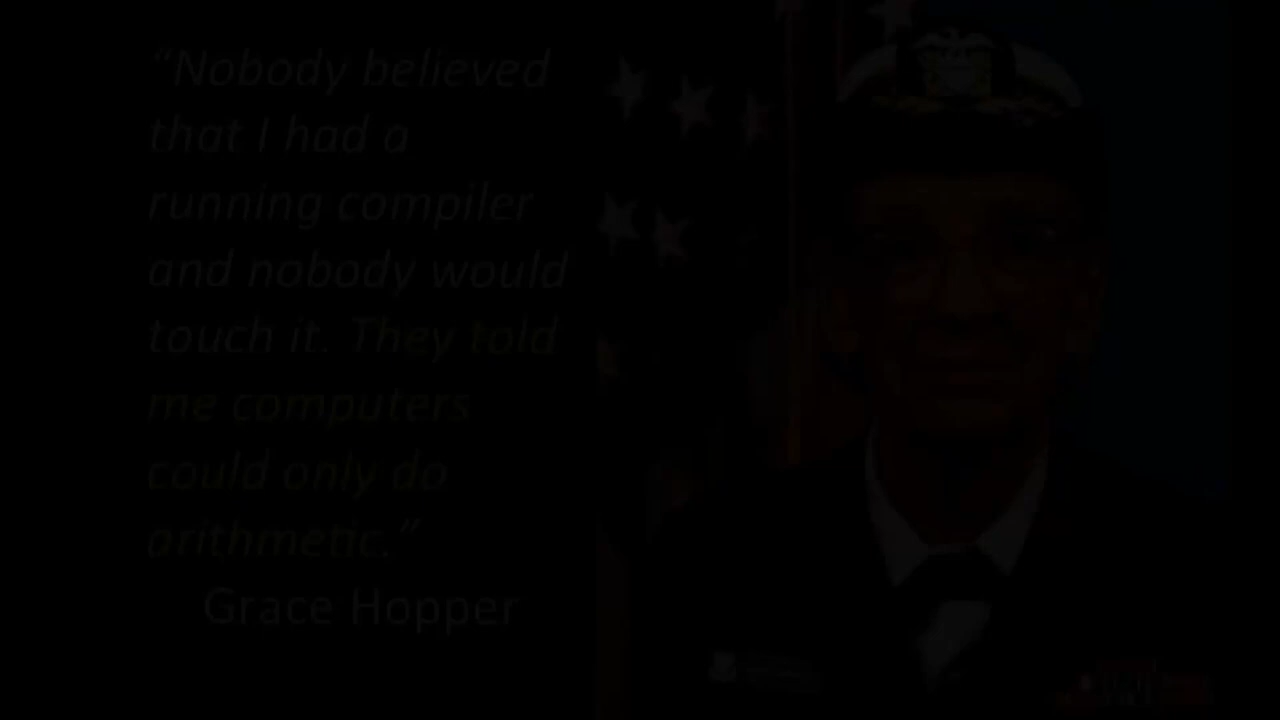 “Nobody believed
that I had a
running compiler
and nobody would
touch it. They told
me computers
could only do
arithmetic.”
Grace Hopper